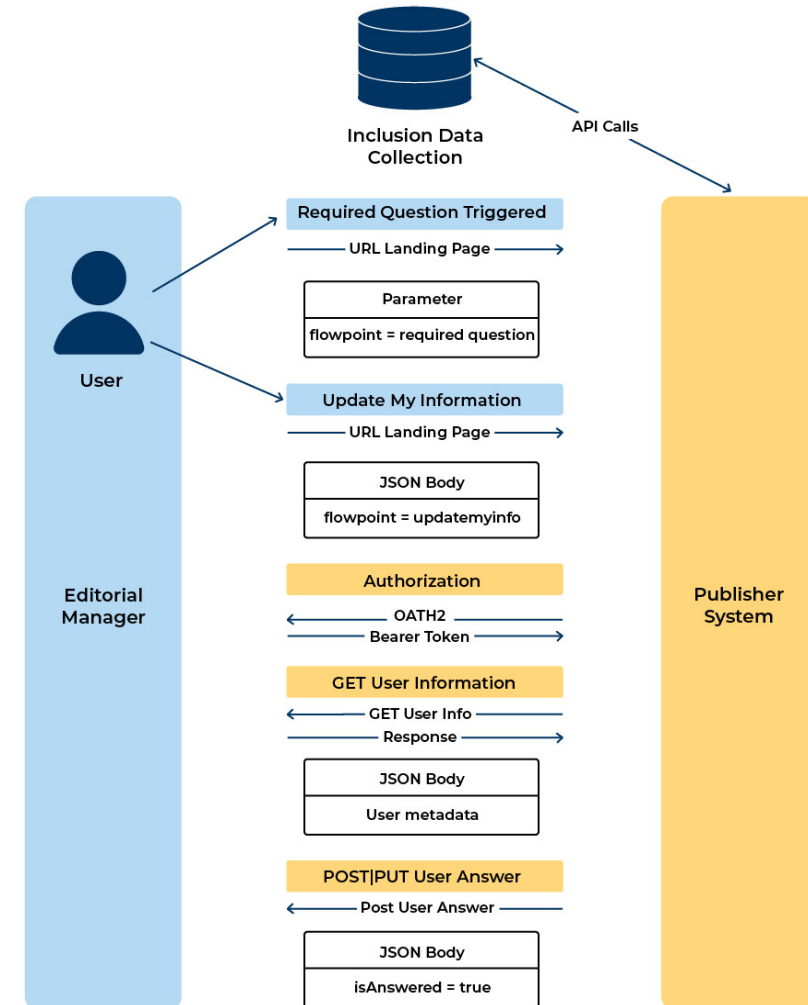 Inclusion Data
Collection
API Calls
Required Question Triggered
URL Landing Page
Parameter
flowpoint = required question
User
Update My Information
URL Landing Page
JSON Body
flowpoint = updatemyinfo
Editorial
Manager
Authorization
OATH2
Bearer Token
Publisher
System
GET User Information
GET User Info
Response
JSON Body
User metadata
POST|PUT User Answer
Post User Answer
JSON Body
isAnswered = true